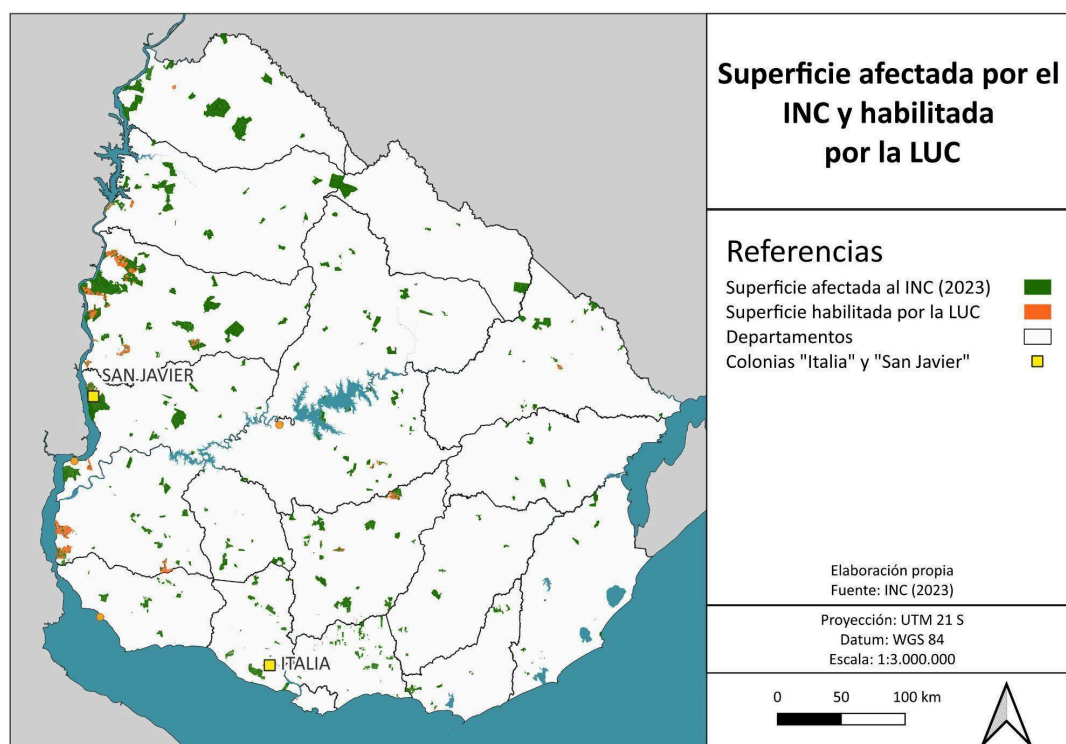 Superficie afectada por el
INC y habilitada
por la LUC
Referencias
Superficie afectada al INC (2023)
Superficie habilitada por la LUC
Departamentos
Colonias "Italia" y "San Javier"
SAN JAVIER
ITALIA
Elaboración propia
Fuente: INC (2023)
Proyección: UTM 21 S
Datum: WGS 84
Escala: 1:3.000.000
0 50 100 km